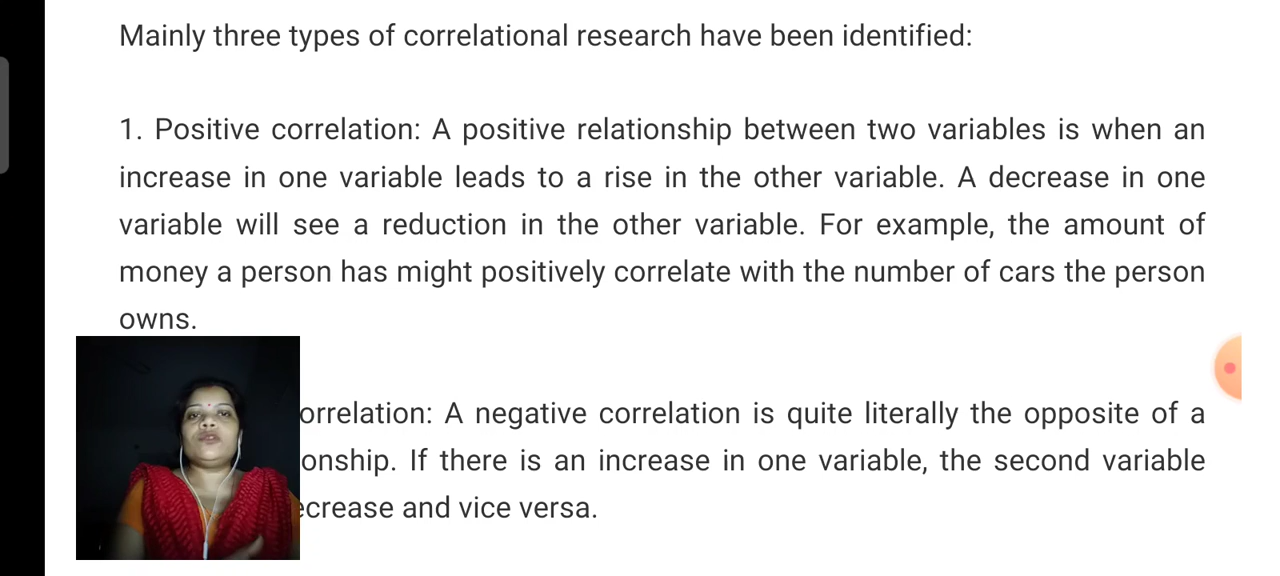 Mainly three types of correlational research have been identified:
1. Positive correlation: A positive relationship between two variables is when an
increase in one variable leads to a rise in the other variable. A decrease in one
variable will see a reduction in the other variable. For example, the amount of
money a person has might positively correlate with the number of cars the person
owns.
orrelation: A negative correlation is quite literally the opposite of a
onship. If there is an increase in one variable, the second variable
ecrease and vice versa.